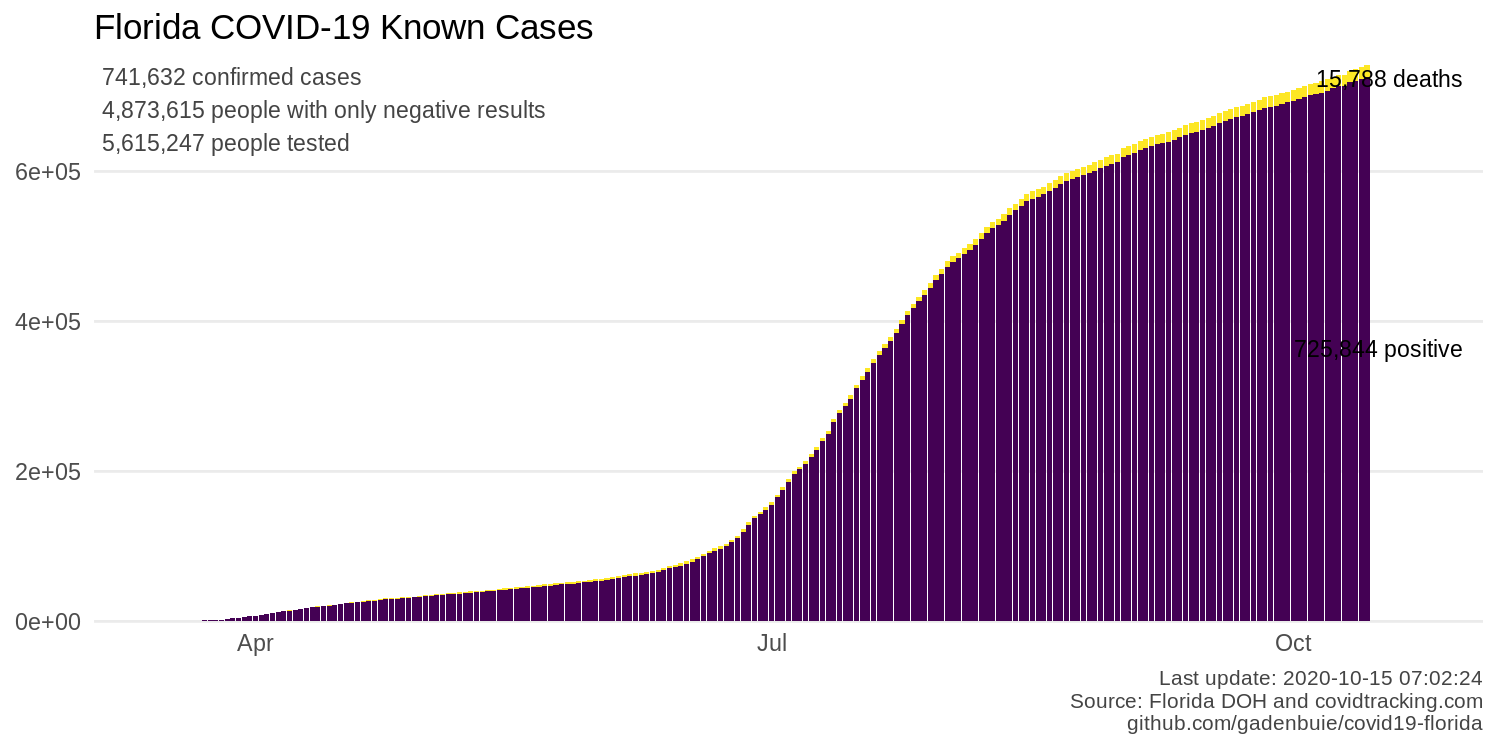 Florida COVID-19 Known Cases
741,632 confirmed cases
4,873,615 people with only negative results
5,615,247 people tested
15,788 deaths
6e+05
4e+05
725,844 positive
2e+05
0e+00
Apr
Jul
Oct
Last update: 2020-10-15 07:02:24
Source: Florida DOH and covidtracking.com
github.com/gadenbuie/covid19-florida